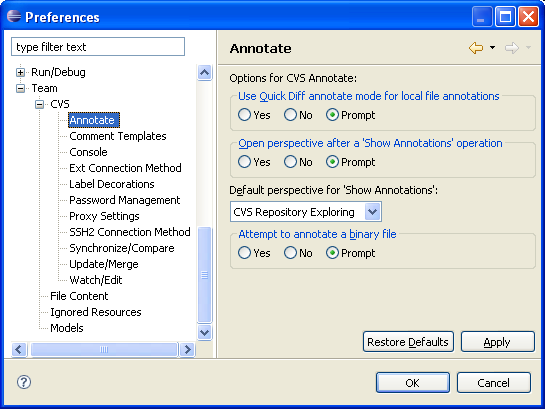 Preferences
type filter text
Run/Debug
Team
CVS
Annotate
Comment Templates
Console
Ext Connection Method
Label Decorations
Password Management
Proxy Settings
SSH2 Connection Method
Synchronize/Compare
Update/Merge
Watch/Edit
File Content
Ignored Resources
Models
Annotate
Options for CVS Annotate:
Use Quick Diff annotate mode for local file annotations
Yes No Prompt
Open perspective after a 'Show Annotations' operation
Yes No Prompt
Default perspective for 'Show Annotations':
CVS Repository Exploring
Attempt to annotate a binary file
Yes No Prompt
Restore Defaults Apply
? OK Cancel